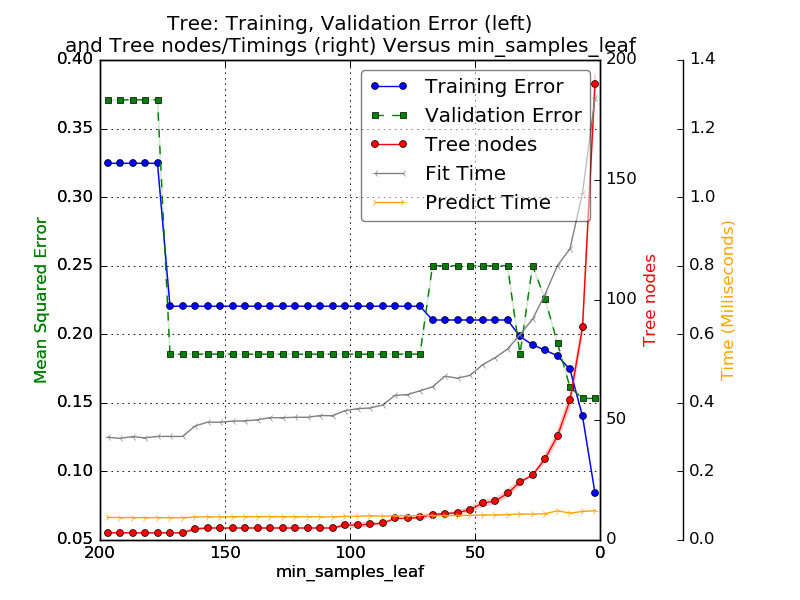 Tree: Training, Validation Error (left)
and Tree nodes/Timings (right) Versus min_samples_leaf
Training Error
Validation Error
Tree nodes
Fit Time
Predict Time
Mean Squared Error
0.40
0.35
0.30
0.25
0.20
0.15
0.10
0.05
200
150
100
50
0
min_samples_leaf
200
150
100
50
0
Tree nodes
1.4
1.2
1.0
0.8
0.6
0.4
0.2
0.0
Time (Milliseconds)